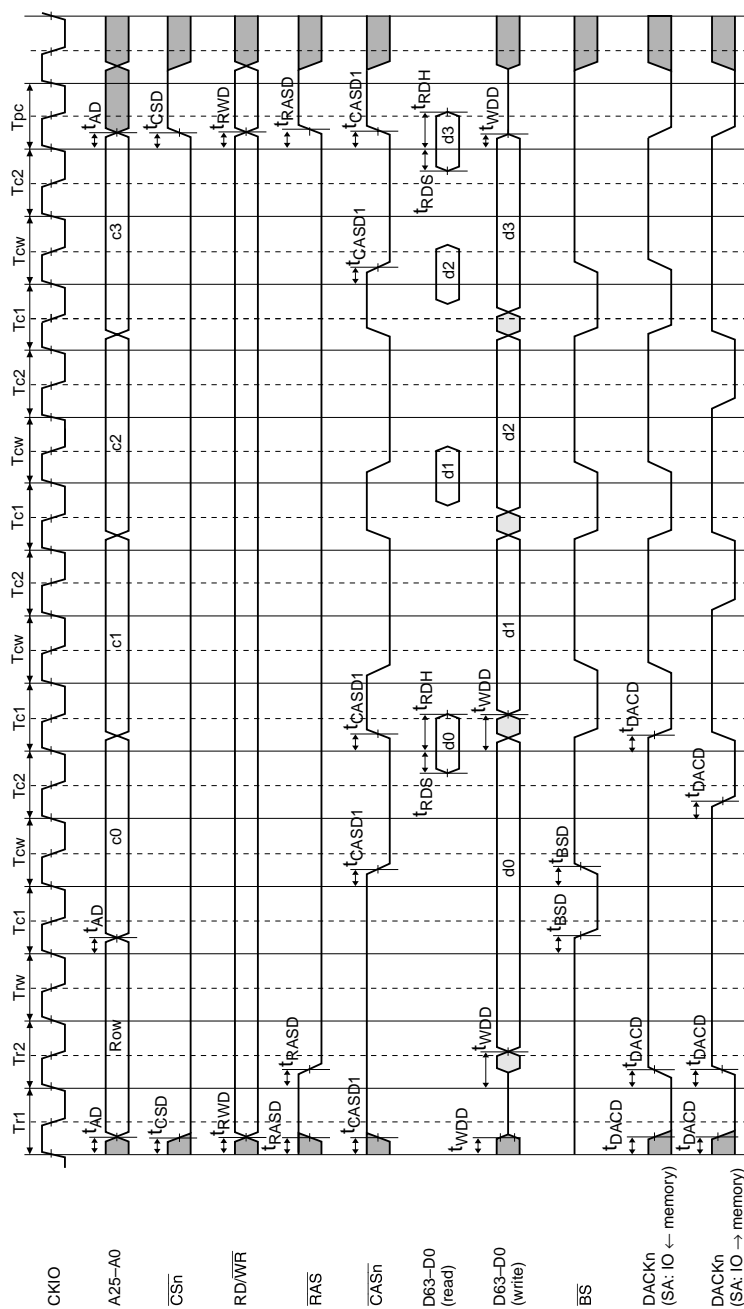 Tr1 Tr2 Trw Tc1 Tcw Tc2 Tc1 Tcw Tc2 Tc1 Tcw Tc2 Tc1 Tcw Tc2 Tpc
CKIO
tAD tAD tAD
A25–A0 Row c0 c1 c2 c3
tCSD tCSD
CSn
tRWD tRWD
RD/WR
tRASD tRASD tRASD
RAS
tCASD1 tCASD1 tCASD1 tCASD1 tCASD1
CASn
tRDS tRDH tRDS tRDH
D63–D0 d0 d1 d2 d3
(read)
tWDD tWDD tWDD tWDD
D63–D0 d0 d1 d2 d3
(write)
tBSD tBSD
BS
tDACD tDACD tDACD
DACKn
(SA: IO ← memory)
tDACD tDACD tDACD
DACKn
(SA: IO → memory)